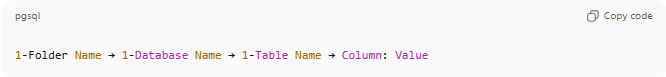 pgsql
Copy code
1-Folder Name → 1-Database Name → 1-Table Name → Column: Value